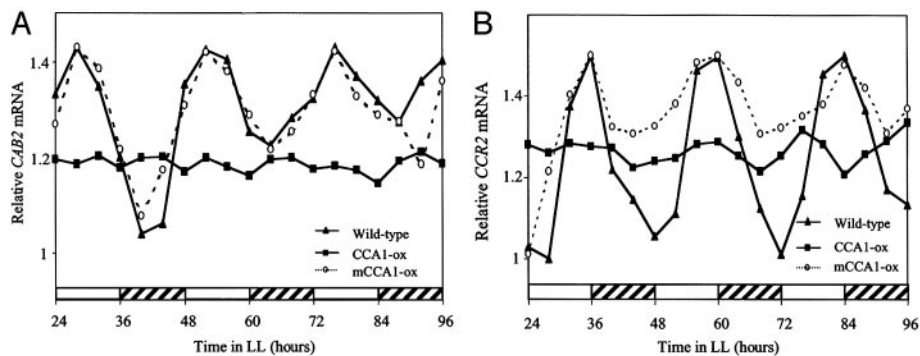 A
Relative CAB2 mRNA
1.4
1.2
1
Wild-type
CCA1-ox
mCCA1-ox
24 36 48 60 72 84 96
Time in LL (hours)
B
Relative CCR2 mRNA
1.4
1.2
1
Wild-type
CCA1-ox
mCCA1-ox
24 36 48 60 72 84 96
Time in LL (hours)